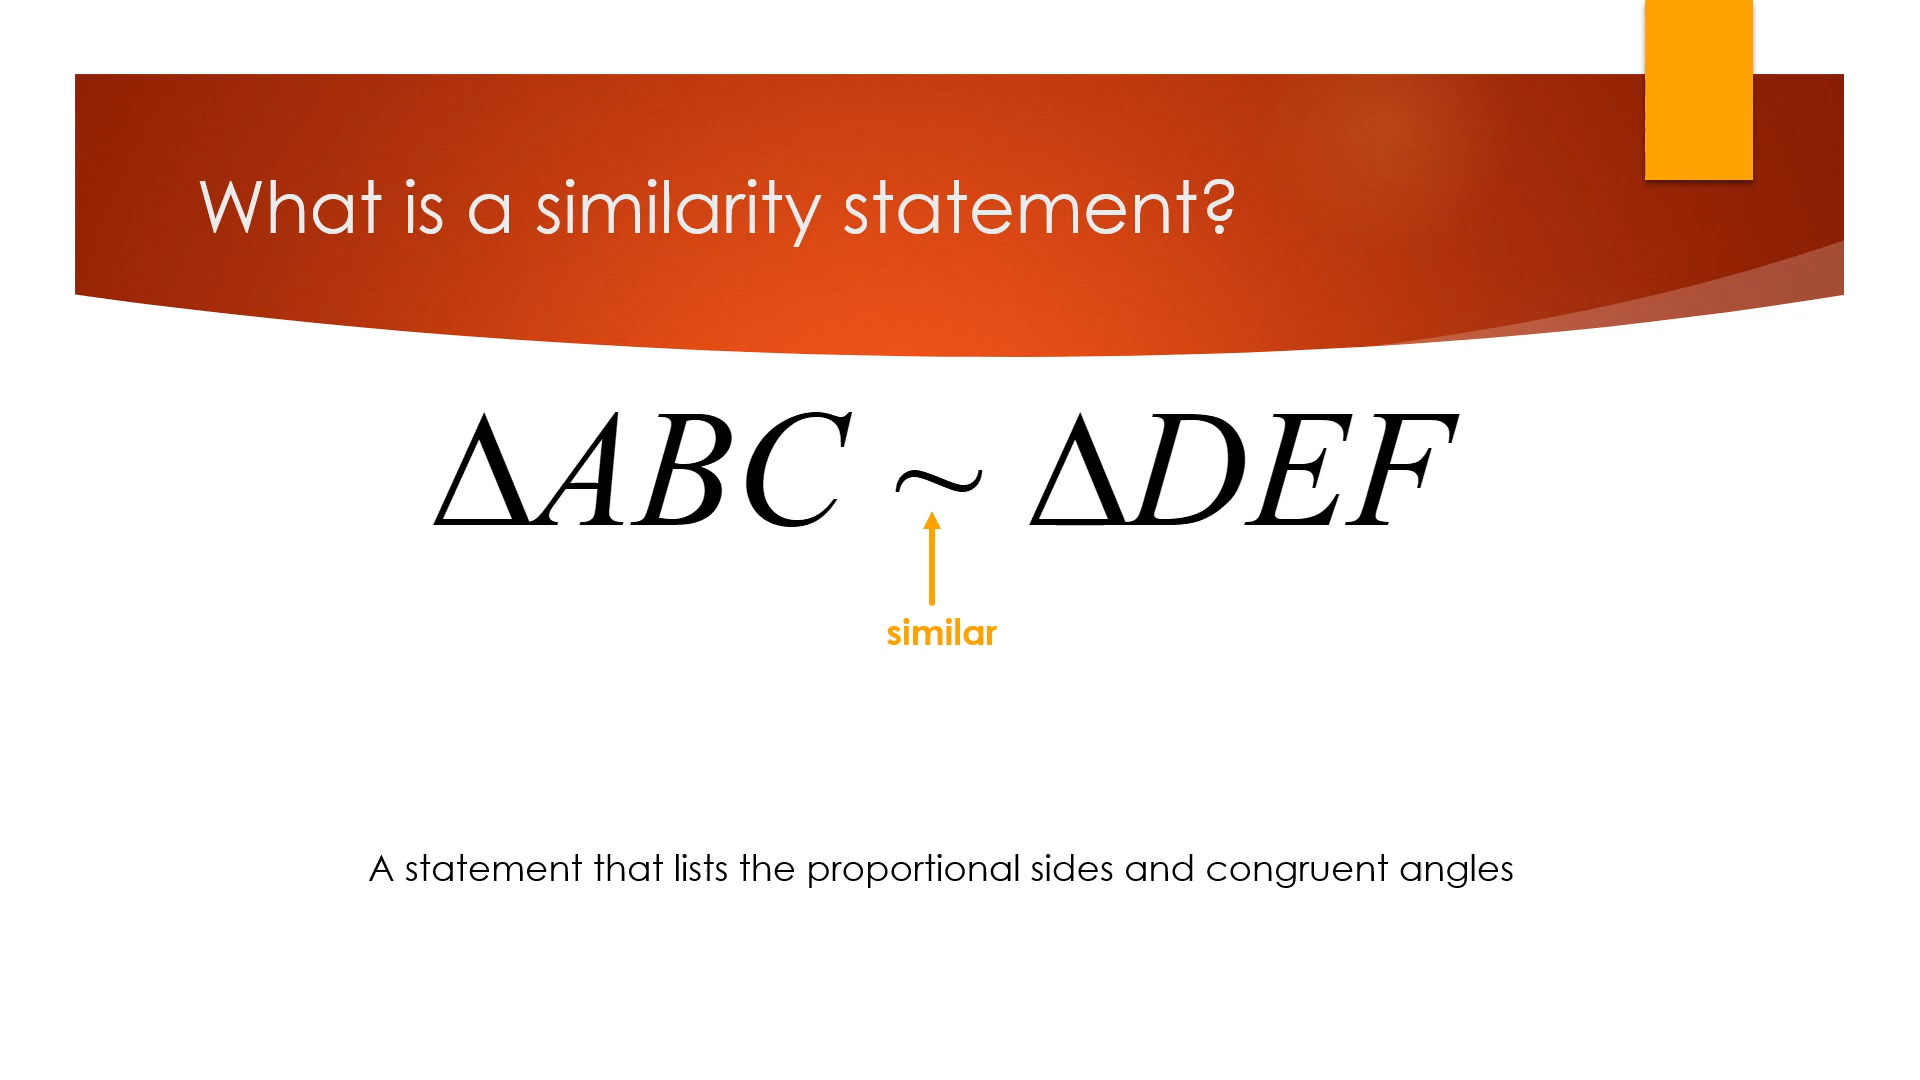 What is a similarity statement?
ΔABC ~ ΔDEF
similar
A statement that lists the proportional sides and congruent angles